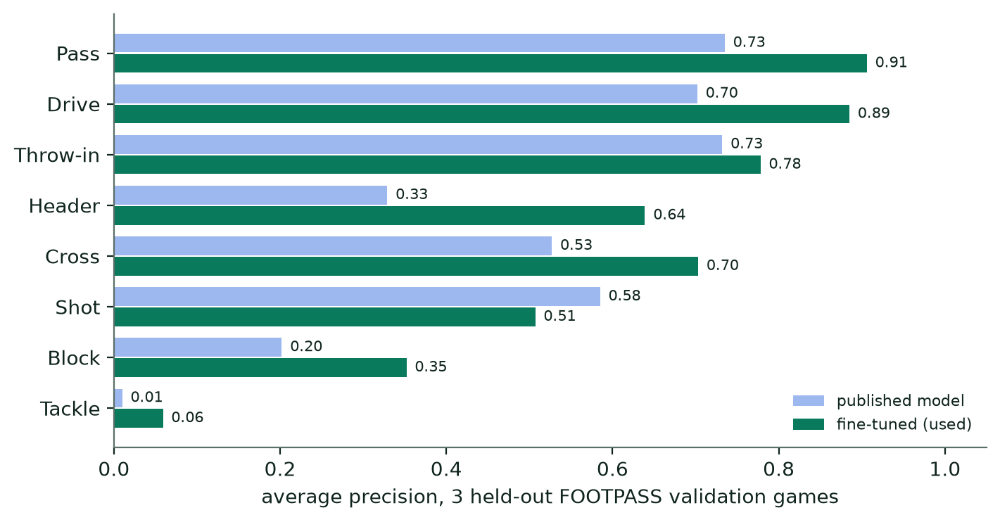 Pass
0.73
0.91
Drive
0.70
0.89
Throw-in
0.73
0.78
Header
0.33
0.64
Cross
0.53
0.70
Shot
0.58
0.51
Block
0.20
0.35
Tackle
0.01
0.06
published model
fine-tuned (used)
0.0 0.2 0.4 0.6 0.8 1.0
average precision, 3 held-out FOOTPASS validation games